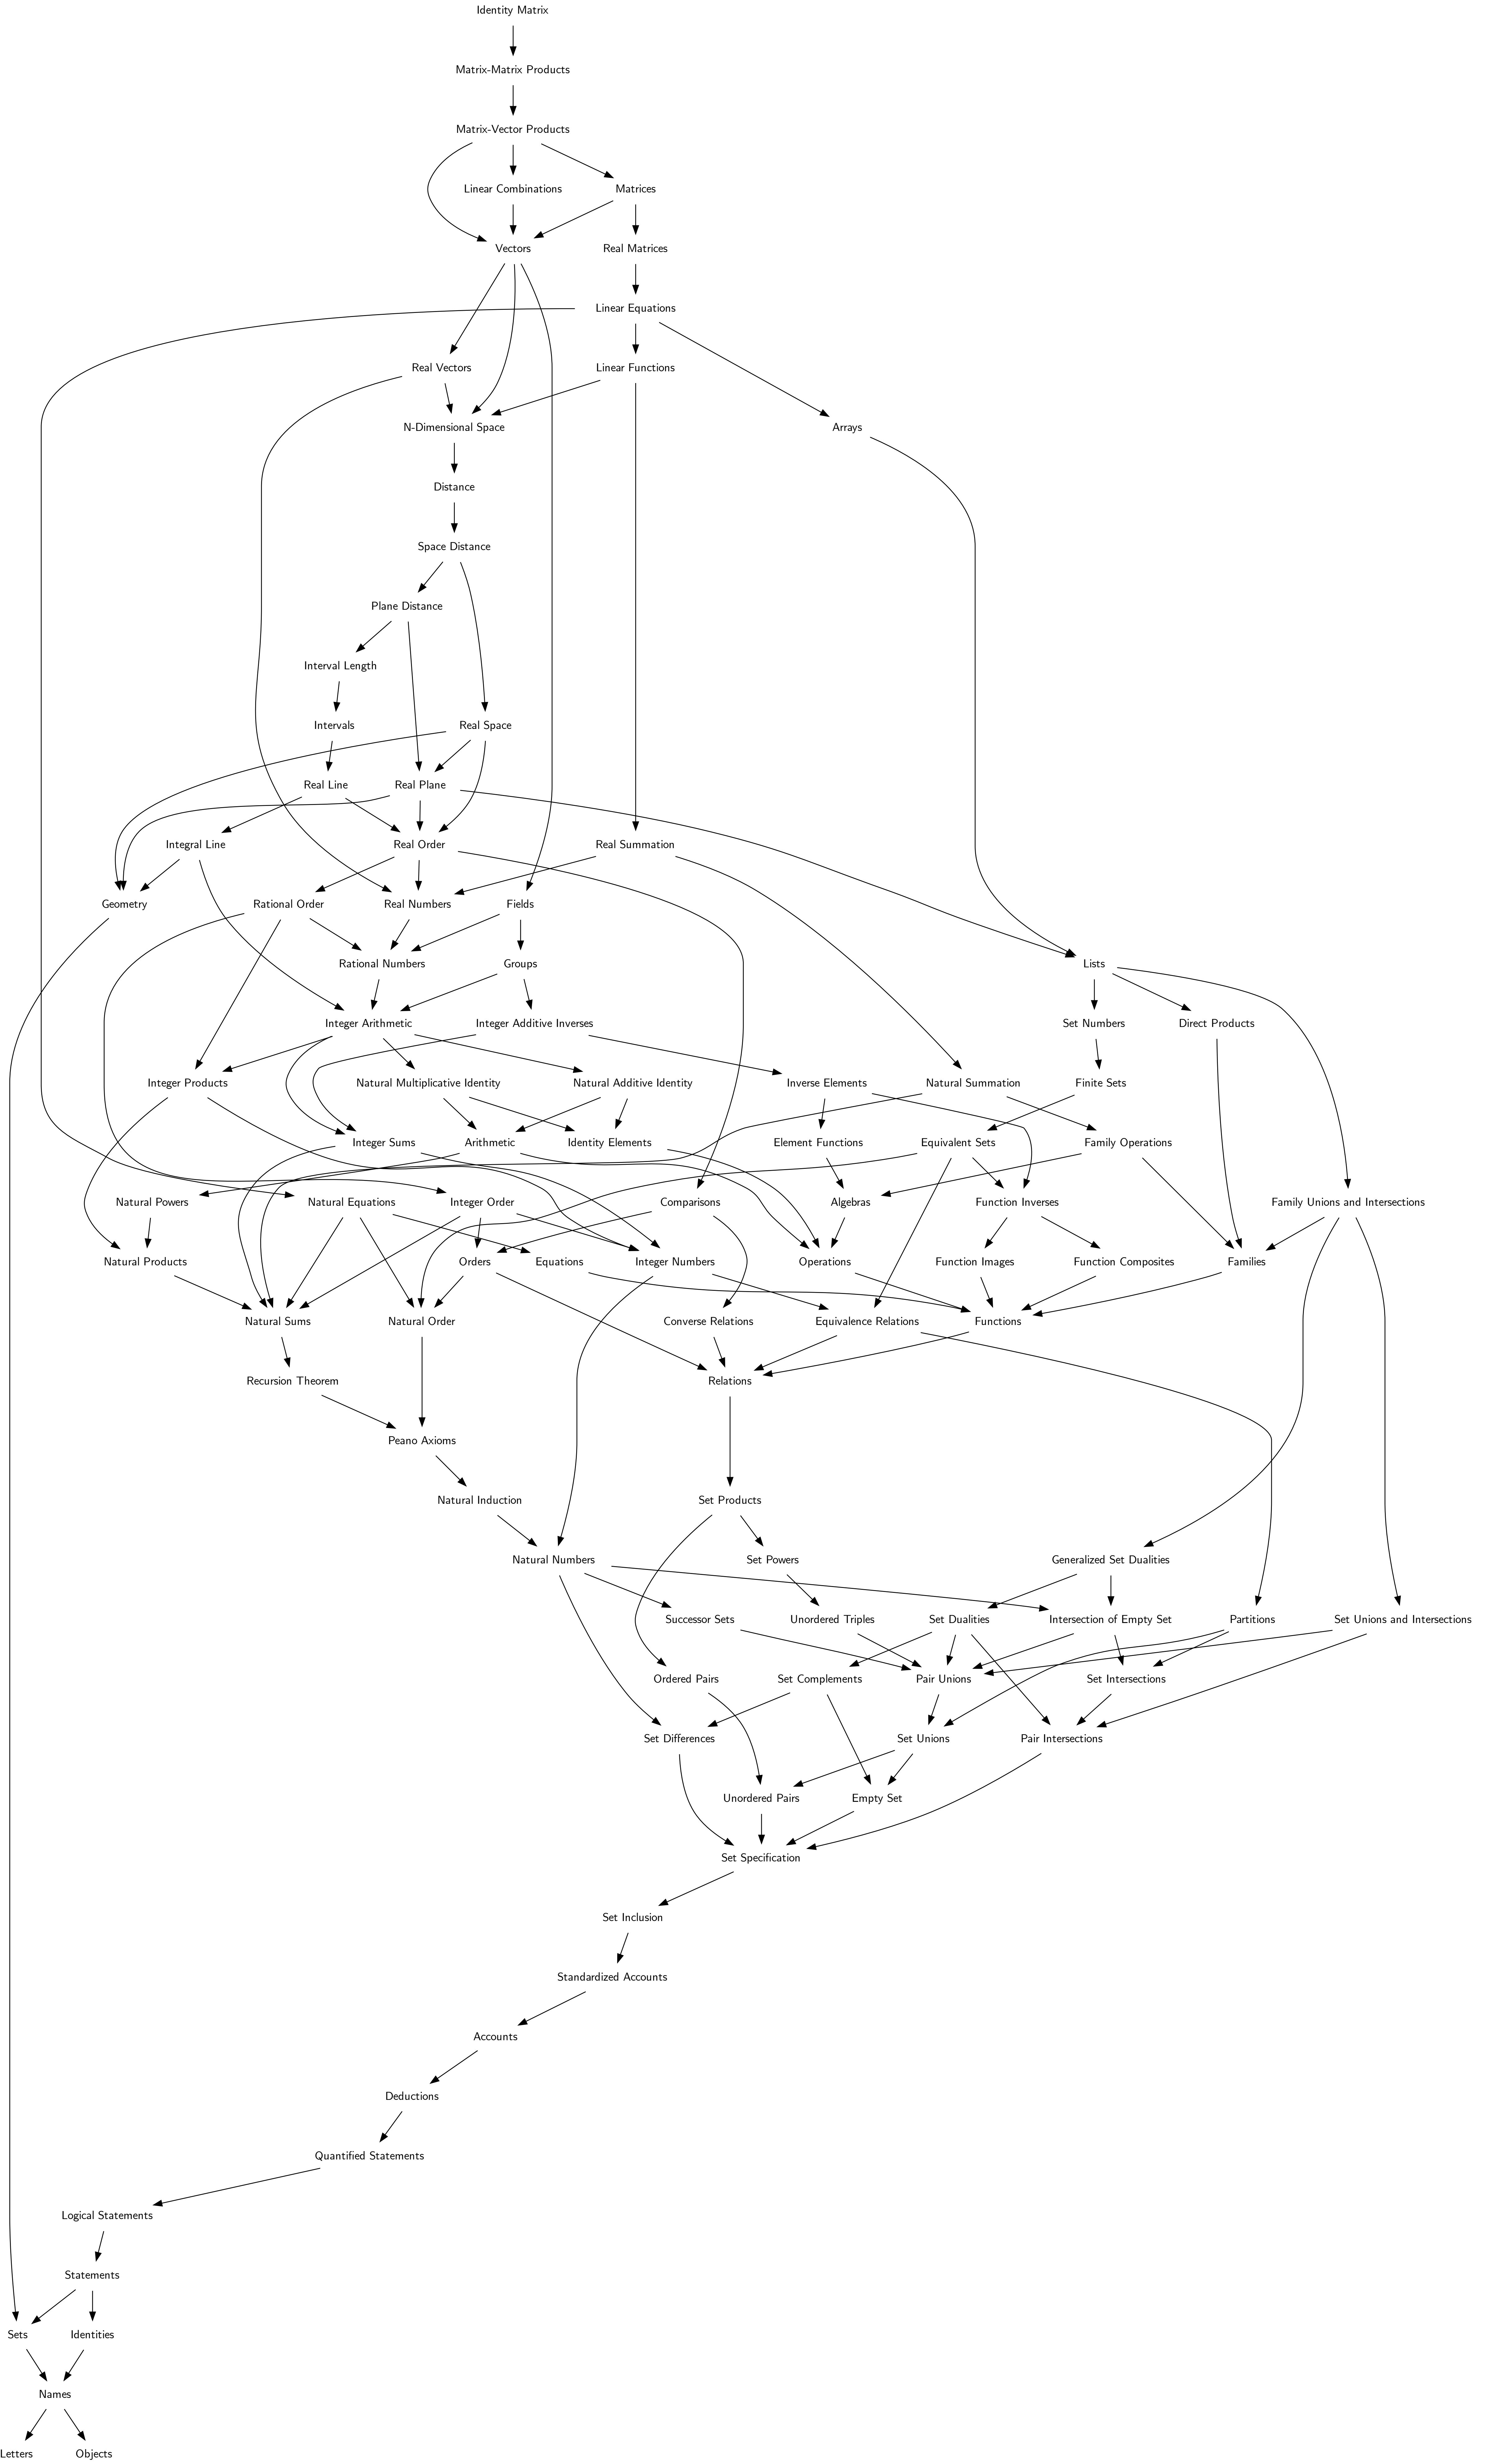 Identity Matrix
Matrix-Matrix Products
Matrix-Vector Products
Linear Combinations
Matrices
Vectors
Real Matrices
Linear Equations
Real Vectors
Linear Functions
N-Dimensional Space
Arrays
Distance
Space Distance
Plane Distance
Interval Length
Intervals
Real Space
Real Line
Real Plane
Integral Line
Real Order
Real Summation
Geometry
Rational Order
Real Numbers
Fields
Rational Numbers
Groups
Lists
Integer Arithmetic
Integer Additive Inverses
Set Numbers
Direct Products
Integer Products
Natural Multiplicative Identity
Natural Additive Identity
Inverse Elements
Natural Summation
Finite Sets
Integer Sums
Arithmetic
Identity Elements
Element Functions
Equivalent Sets
Family Operations
Natural Powers
Natural Equations
Integer Order
Comparisons
Algebras
Function Inverses
Family Unions and Intersections
Natural Products
Orders
Equations
Integer Numbers
Operations
Function Images
Function Composites
Families
Natural Sums
Natural Order
Converse Relations
Equivalence Relations
Functions
Recursion Theorem
Relations
Peano Axioms
Natural Induction
Set Products
Natural Numbers
Set Powers
Generalized Set Dualities
Successor Sets
Unordered Triples
Set Dualities
Intersection of Empty Set
Partitions
Set Unions and Intersections
Ordered Pairs
Set Complements
Pair Unions
Set Intersections
Set Differences
Set Unions
Pair Intersections
Unordered Pairs
Empty Set
Set Specification
Set Inclusion
Standardized Accounts
Accounts
Deductions
Quantified Statements
Logical Statements
Statements
Sets
Identities
Names
Letters
Objects